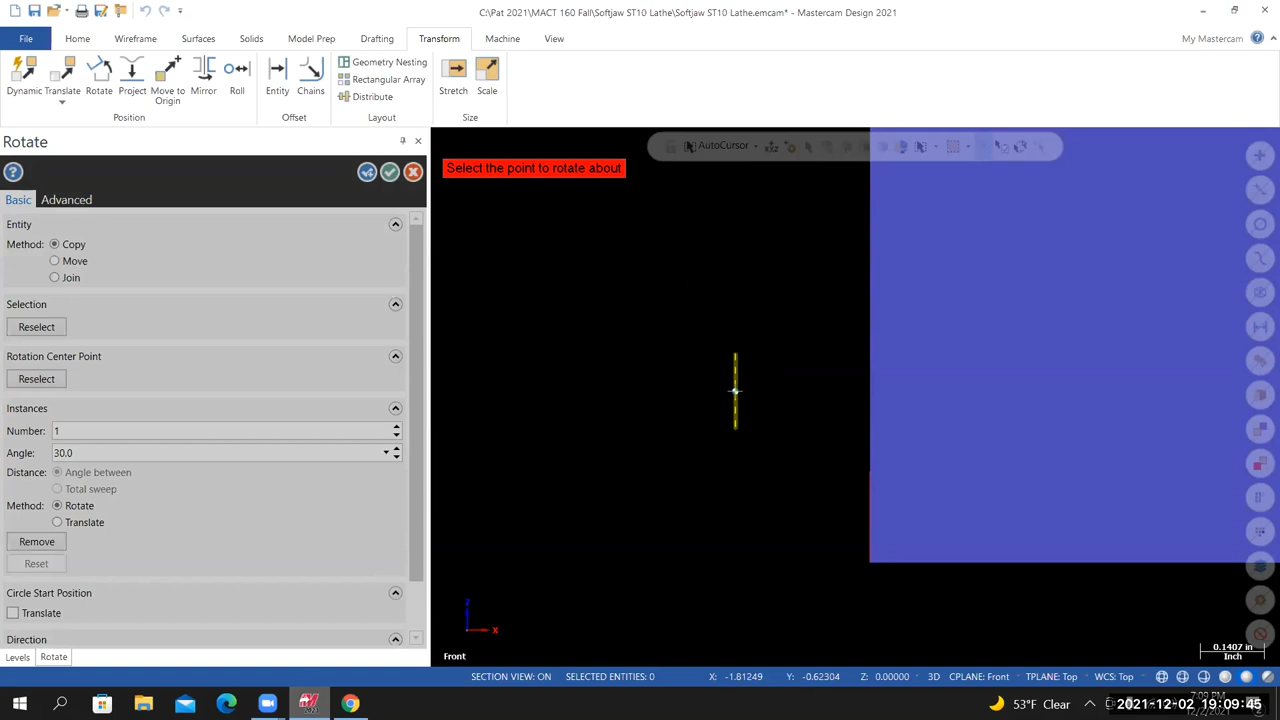 C:\Pat 2021\MACT 160 Fall\Softjaw ST10 Lathe\Softjaw ST10 Lathe.emcam* - Mastercam Design 2021
File Home Wireframe Surfaces Solids Model Prep Drafting Transform Machine View My Mastercam
Dynamic Translate Rotate Project Move to Origin Mirror Roll Entity Chains Geometry Nesting Rectangular Array Distribute Stretch Scale
Position Offset Layout Size
Rotate
AutoCursor
Select the point to rotate about
Basic Advanced
Entity
Method: Copy
Move
Join
Selection
Reselect
Rotation Center Point
Reselect
Instances
Number: 1
Angle: 30.0
Distance: Angle between
Total sweep
Method: Rotate
Translate
Remove
Reset
Circle Start Position
Translate
Direction
Z
X
Levels Rotate
Front
0.1407 in
Inch
SECTION VIEW: ON SELECTED ENTITIES: 0 X: -1.81249 Y: -0.62304 Z: 0.00000 3D CPLANE: Front TPLANE: Top WCS: Top
53°F Clear
7:09 PM
2021-12-02 19:09:45
12/2/2021